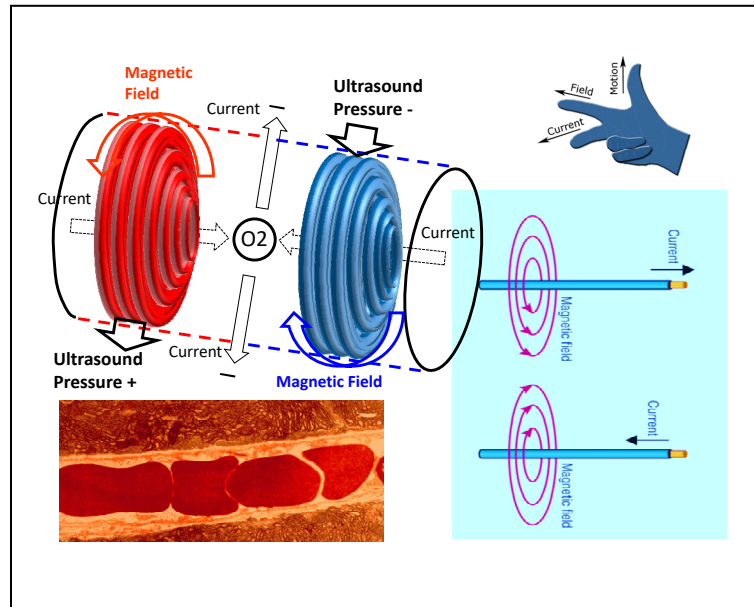 Magnetic
Field
Current
–
Ultrasound
Pressure -
Field
Motion
Current
Current
O2
Current
Current
Magnetic field
Ultrasound
Pressure +
Current
–
Magnetic Field
Current
Magnetic
field